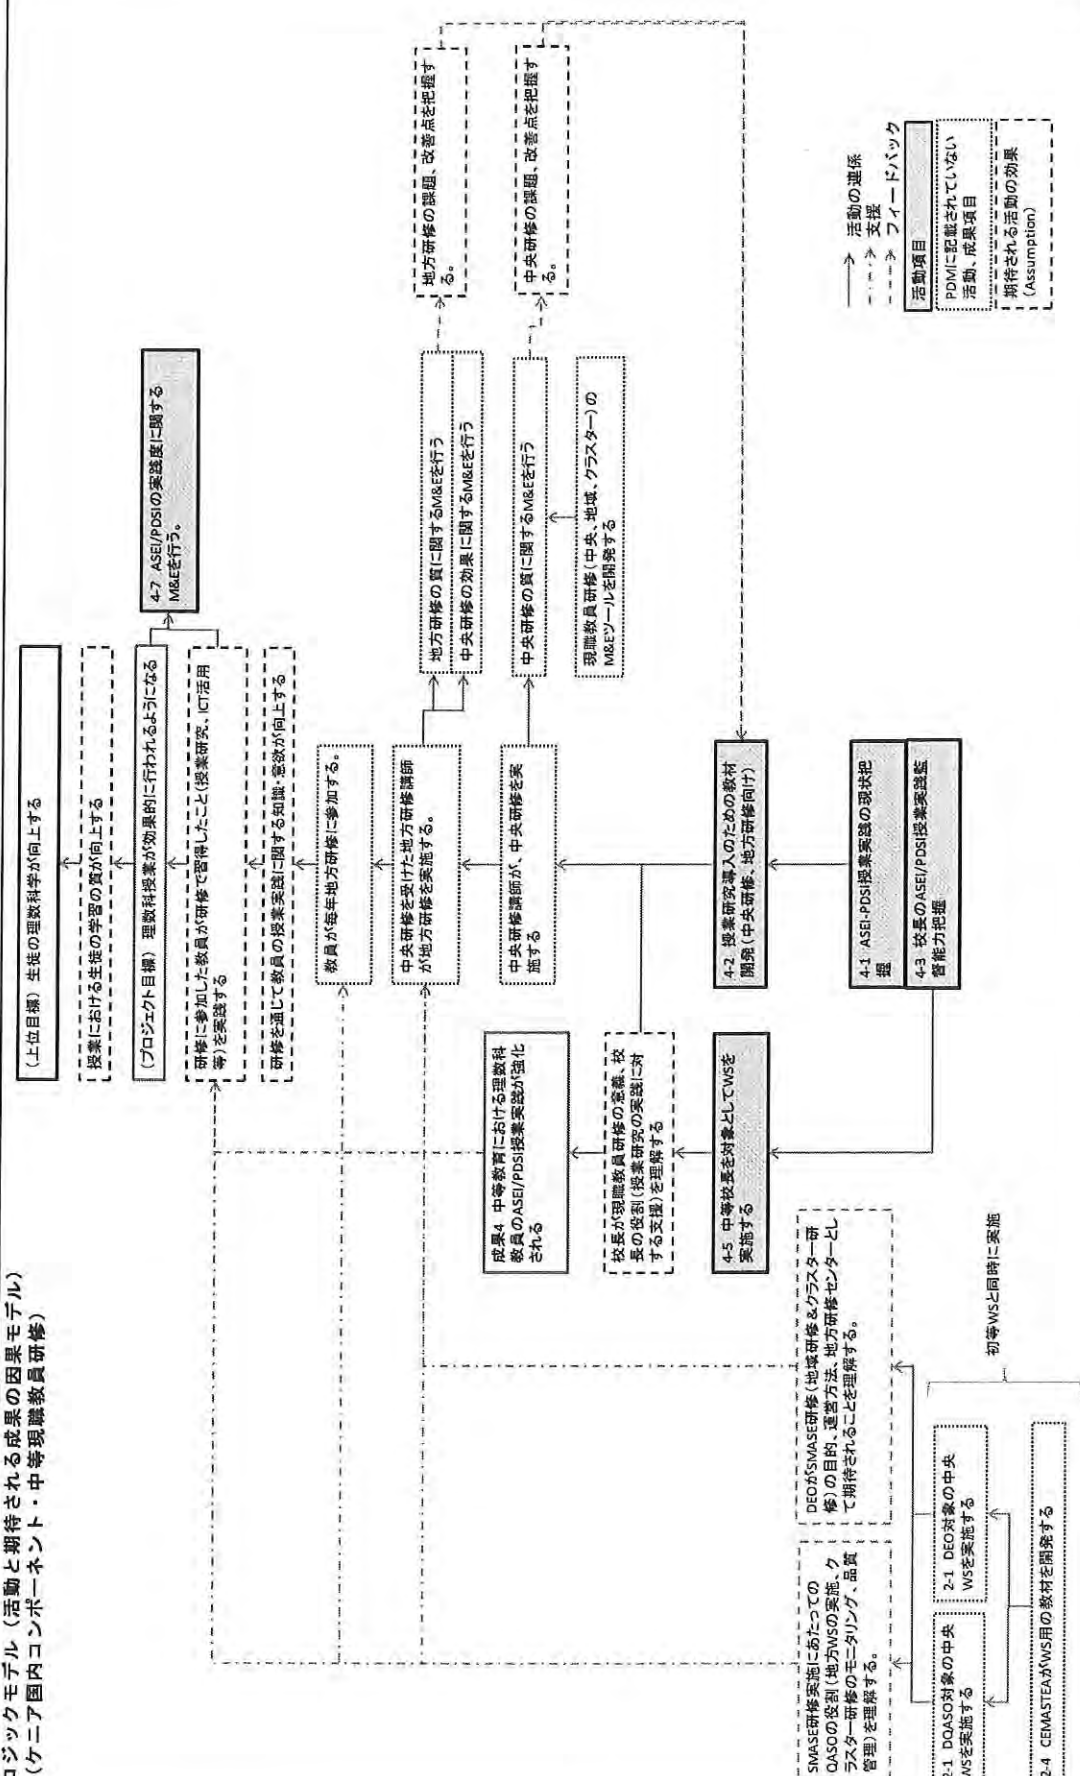 ロジックモデル（活動と期待される成果の因果モデル）
（ケニア国内コンポーネント・中等現職教員研修）
（上位目標）生徒の理数科学が向上する
授業における生徒の学習の質が向上する
（プロジェクト目標）理数科授業が効果的に行われるようになる
研修に参加した教員が研修で習得したこと（授業研究、ICT活用
等）を実践する
研修を通じて教員の授業実践に関する知識・意欲が向上する
4-7 ASEI/PDSIの実践度に関する
M&Eを行う。
教員が毎年地方研修に参加する。
中央研修を受けた地方研修講師
が地方研修を実施する。
中央研修講師が、中央研修を実
施する
地方研修の質に関するM&Eを行う
中央研修の効果に関するM&Eを行う
中央研修の質に関するM&Eを行う
現職教員研修（中央、地域、クラスター）の
M&Eツールを開発する
地方研修の課題、改善点を把握す
る。
中央研修の課題、改善点を把握す
る。
成果4 中等教育における理数科
教員のASEI/PDSI授業実践が強化
される
校長が現職教員研修の意義、校
長の役割（授業研究の実践に対
する支援）を理解する
4-5 中等校長を対象としてWSを
実施する
4-2 授業研究導入のための教材
開発（中央研修、地方研修向け）
4-1 ASEI-PDSI授業実践の現状把
握
4-3 校長のASEI/PDSI授業実践監
督能力把握
SMASE研修実施にあたっての
QASOの役割（地方WSの実施、ク
ラスター研修のモニタリング、品質
管理）を理解する。
DEOがSMASE研修（地域研修&クラスター研
修）の目的、運営方法、地方研修センターとし
て期待されることを理解する。
2-1 DQASO対象の中央
WSを実施する
2-1 DEO対象の中央
WSを実施する
2-4 CEMASTEAがWS用の教材を開発する
初等WSと同時に実施
活動の連係
支援
フィードバック
活動項目
PDMに記載されていない
活動、成果項目
期待される活動の効果
（Assumption）